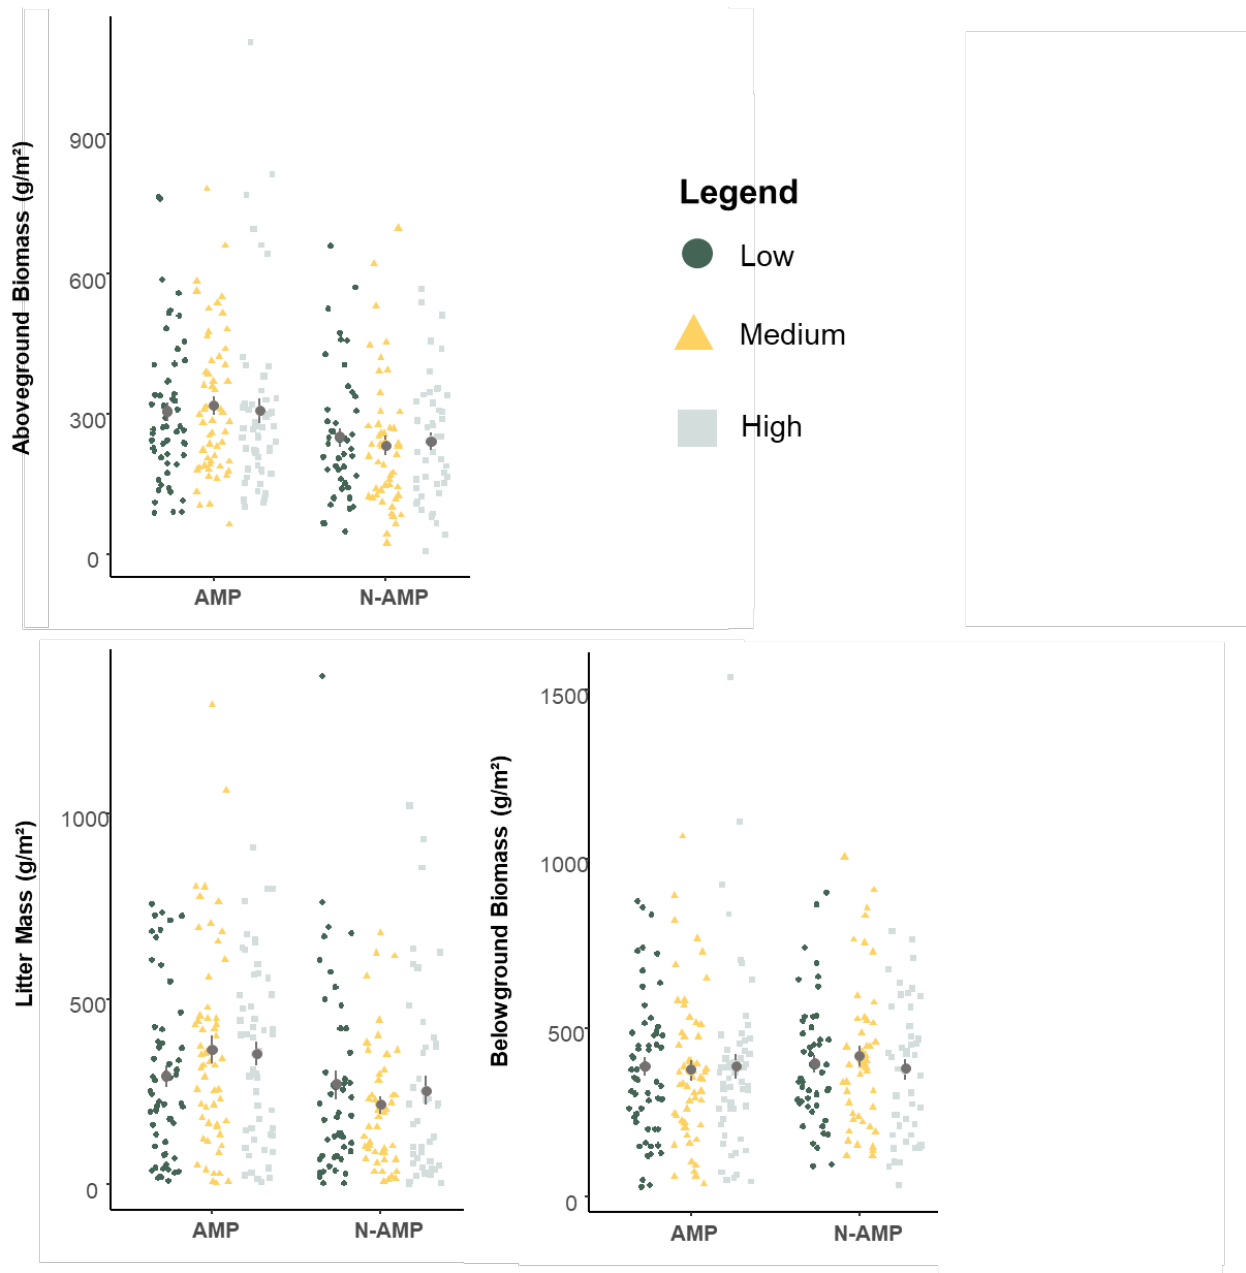 Aboveground Biomass (g/m²)
900
600
300
0
AMP N-AMP
Legend
Low
Medium
High
Litter Mass (g/m²)
1000
500
0
AMP N-AMP
Belowground Biomass (g/m²)
1500
1000
500
0
AMP N-AMP